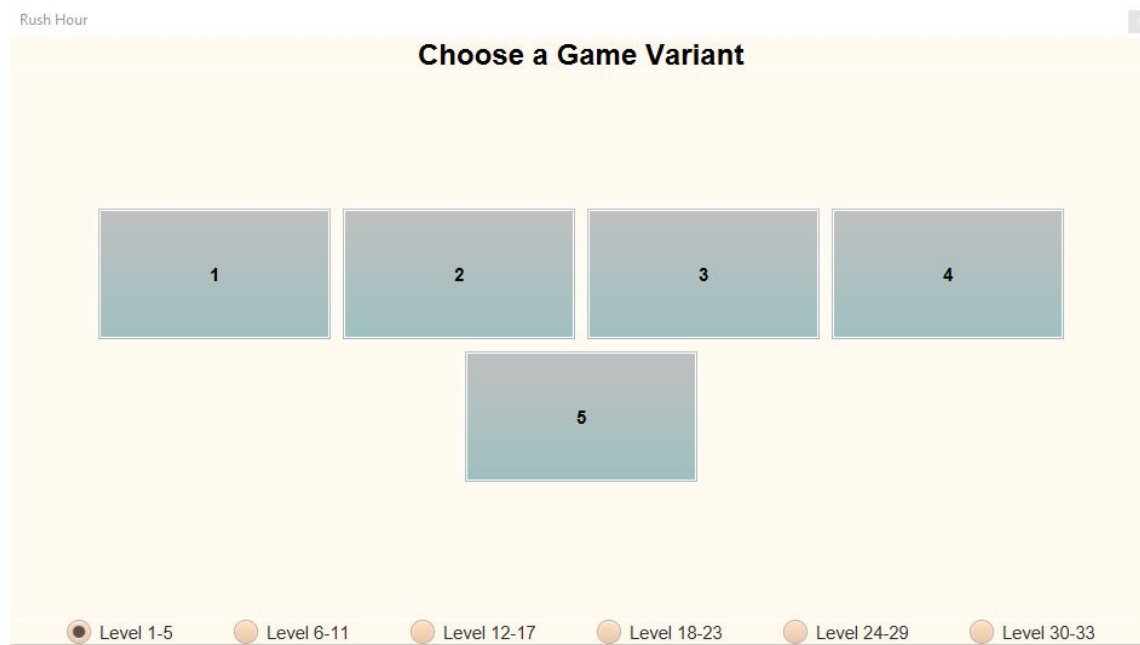 Rush Hour
Choose a Game Variant
1 2 3 4
5
Level 1-5 Level 6-11 Level 12-17 Level 18-23 Level 24-29 Level 30-33